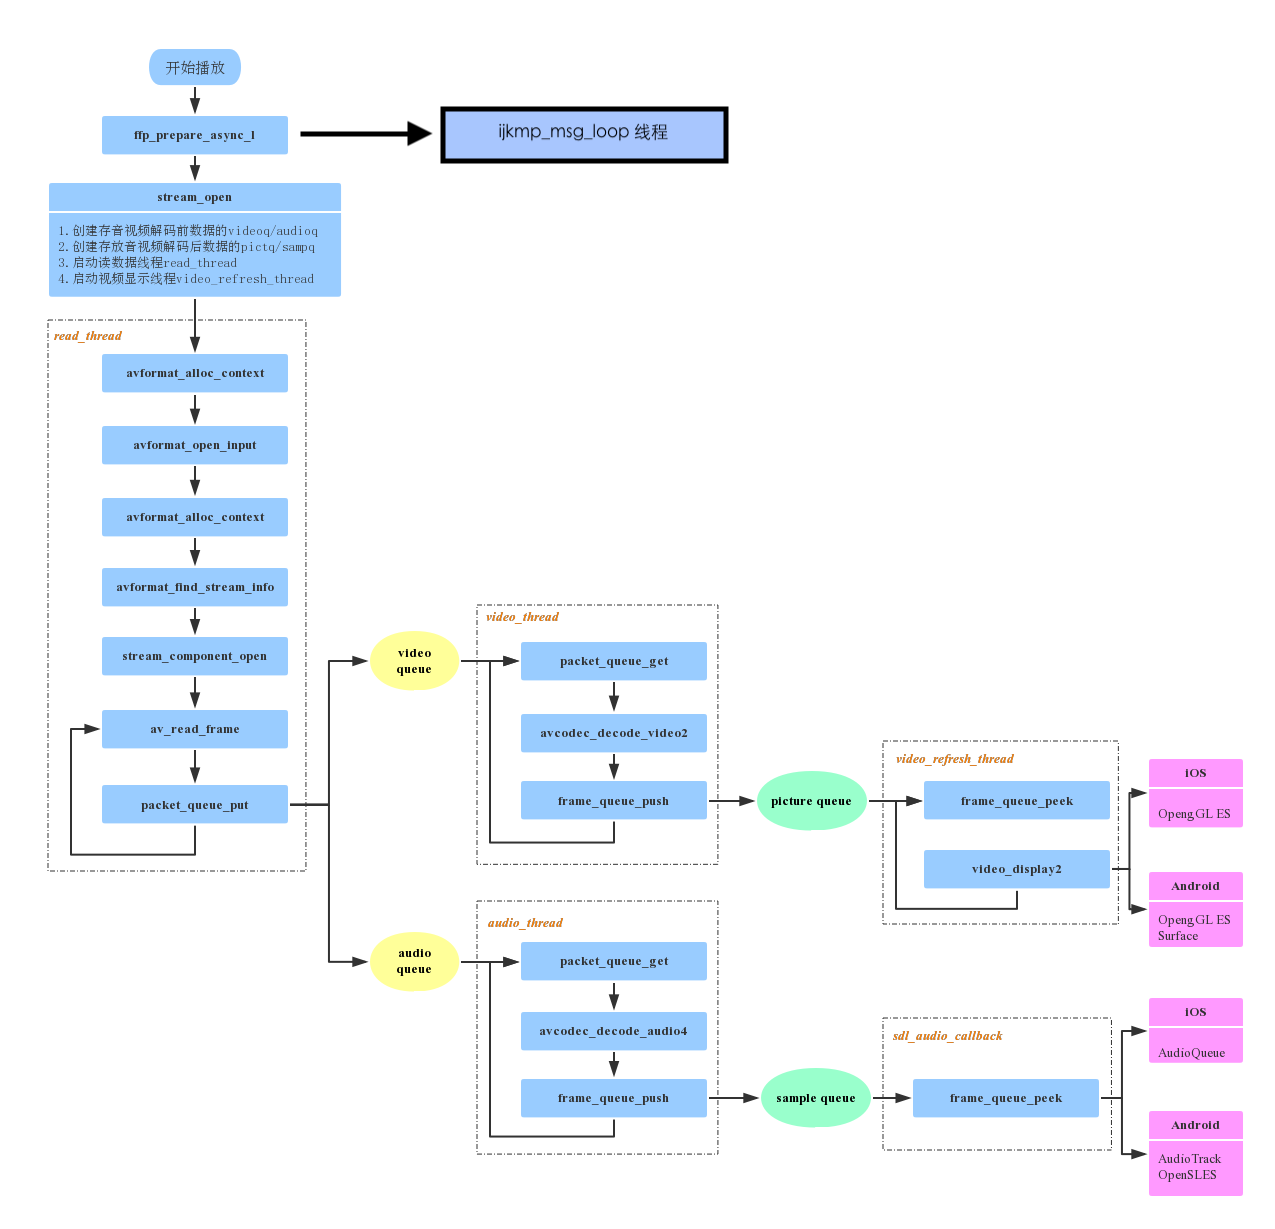 开始播放
ffp_prepare_async_l
ijkmp_msg_loop 线程
stream_open
1.创建存音视频解码前数据的videoq/audioq
2.创建存放音视频解码后数据的pictq/sampq
3.启动读数据线程read_thread
4.启动视频显示线程video_refresh_thread
read_thread
avformat_alloc_context
avformat_open_input
avformat_alloc_context
avformat_find_stream_info
stream_component_open
av_read_frame
packet_queue_put
video
queue
video_thread
packet_queue_get
avcodec_decode_video2
frame_queue_push
picture queue
video_refresh_thread
frame_queue_peek
video_display2
iOS
OpengGL ES
Android
OpengGL ES
Surface
audio
queue
audio_thread
packet_queue_get
avcodec_decode_audio4
frame_queue_push
sample queue
sdl_audio_callback
frame_queue_peek
iOS
AudioQueue
Android
AudioTrack
OpenSLES